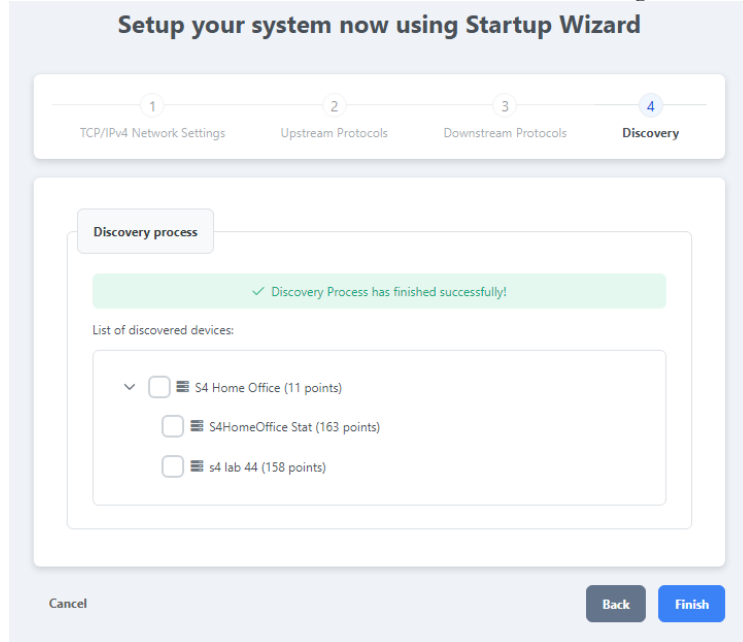 Setup your system now using Startup Wizard
1
2
3
4
TCP/IPv4 Network Settings
Upstream Protocols
Downstream Protocols
Discovery
Discovery process
Discovery Process has finished successfully!
List of discovered devices:
S4 Home Office (11 points)
S4HomeOffice Stat (163 points)
s4 lab 44 (158 points)
Cancel
Back
Finish